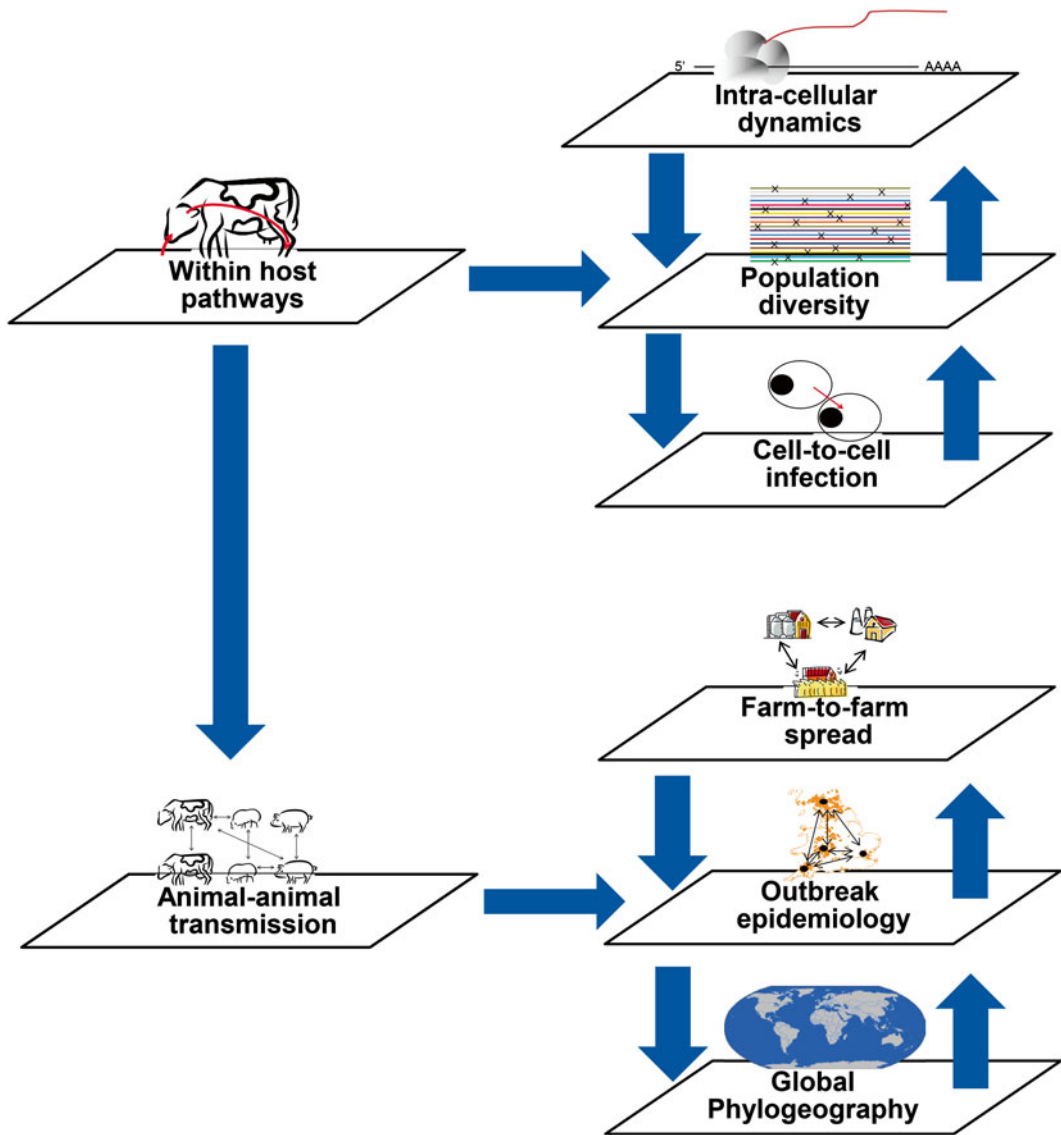 5' AAAA
Intra-cellular
dynamics
Within host
pathways
Population
diversity
Cell-to-cell
infection
Farm-to-farm
spread
Animal-animal
transmission
Outbreak
epidemiology
Global
Phylogeography